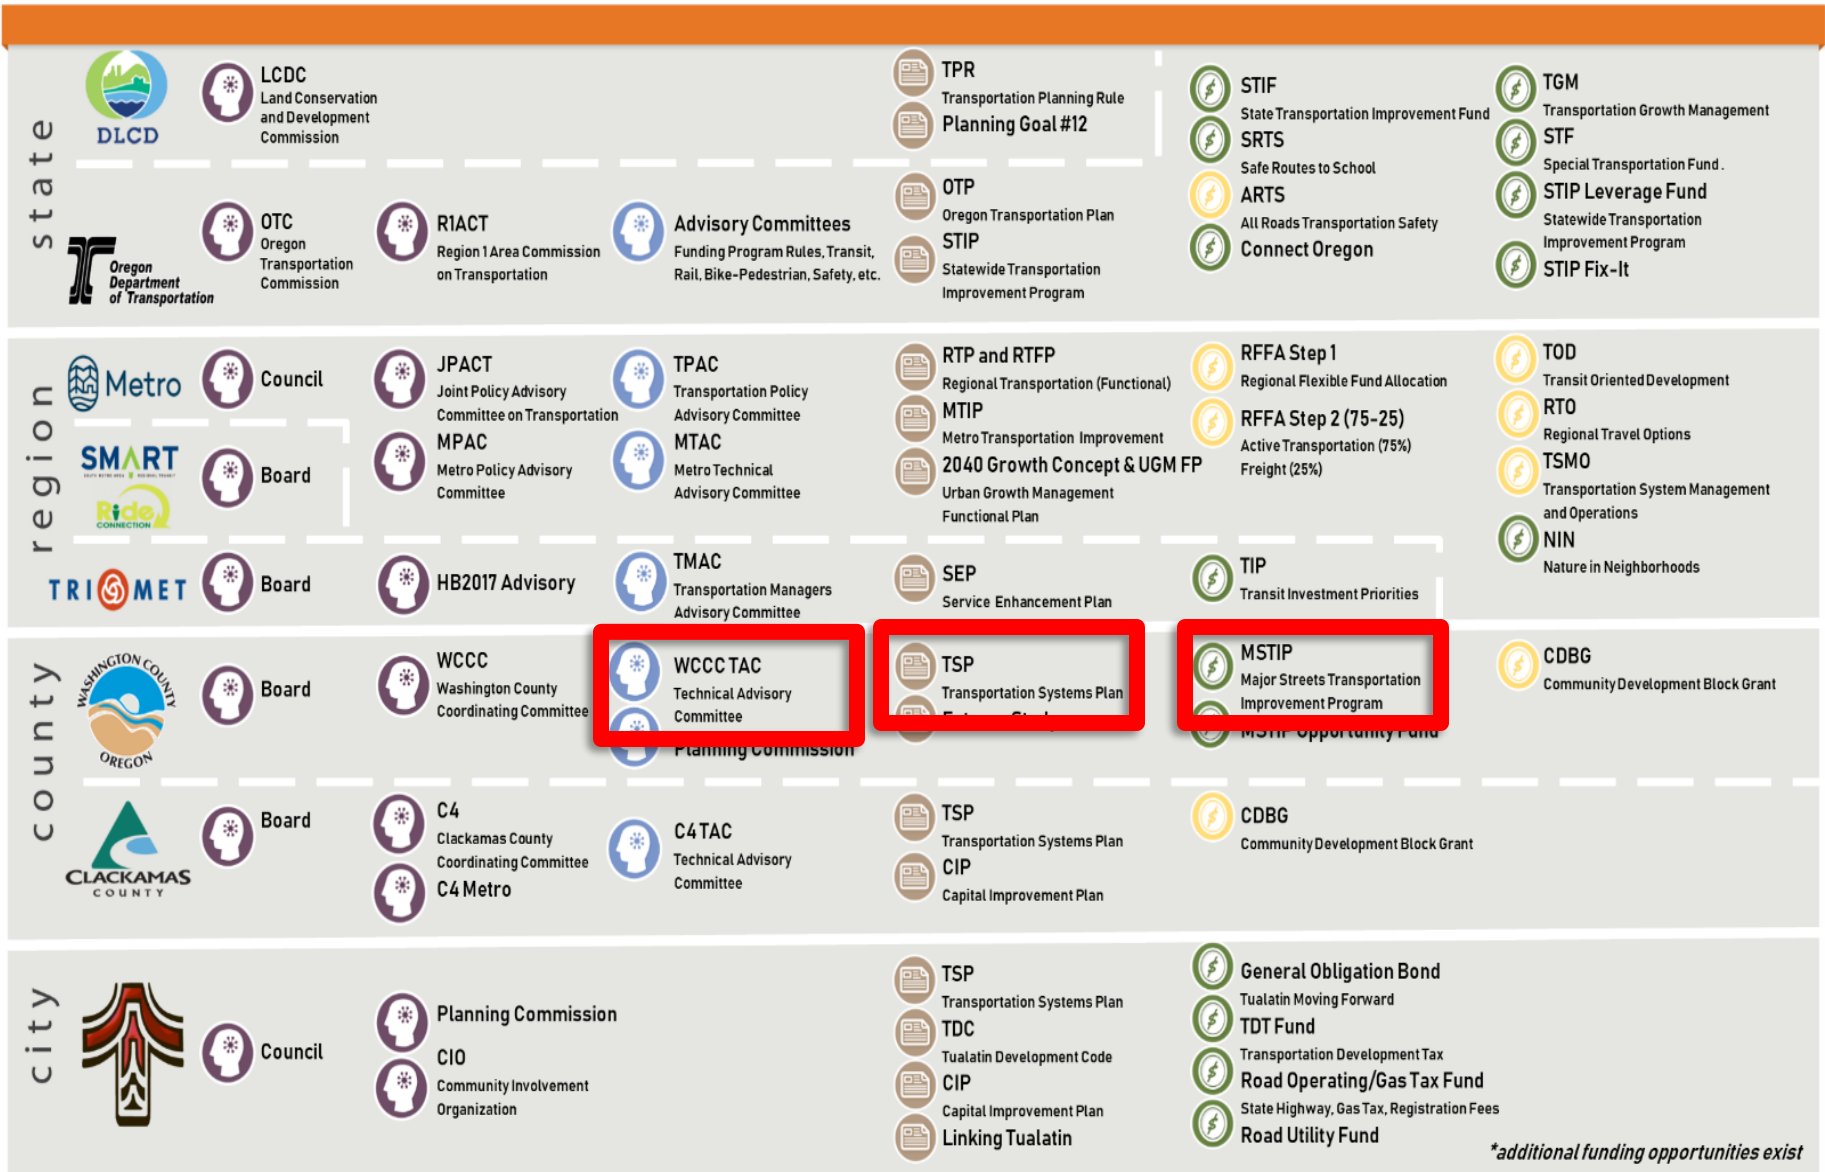 state
DLCD
LCDC
Land Conservation
and Development
Commission
TPR
Transportation Planning Rule
Planning Goal #12
STIF
State Transportation Improvement Fund
SRTS
Safe Routes to School
ARTS
All Roads Transportation Safety
Connect Oregon
TGM
Transportation Growth Management
STF
Special Transportation Fund .
STIP Leverage Fund
Statewide Transportation
Improvement Program
STIP Fix-It
Oregon
Department
of Transportation
OTC
Oregon
Transportation
Commission
R1ACT
Region 1 Area Commission
on Transportation
Advisory Committees
Funding Program Rules, Transit,
Rail, Bike-Pedestrian, Safety, etc.
OTP
Oregon Transportation Plan
STIP
Statewide Transportation
Improvement Program
region
Metro
Council
JPACT
Joint Policy Advisory
Committee on Transportation
MPAC
Metro Policy Advisory
Committee
TPAC
Transportation Policy
Advisory Committee
MTAC
Metro Technical
Advisory Committee
RTP and RTFP
Regional Transportation (Functional)
MTIP
Metro Transportation Improvement
2040 Growth Concept & UGM FP
Urban Growth Management
Functional Plan
RFFA Step 1
Regional Flexible Fund Allocation
RFFA Step 2 (75-25)
Active Transportation (75%)
Freight (25%)
TOD
Transit Oriented Development
RTO
Regional Travel Options
TSMO
Transportation System Management
and Operations
NIN
Nature in Neighborhoods
SMART
Ride
CONNECTION
Board
TRI MET
Board
HB2017 Advisory
TMAC
Transportation Managers
Advisory Committee
SEP
Service Enhancement Plan
TIP
Transit Investment Priorities
county
WASHINGTON COUNTY
OREGON
Board
WCCC
Washington County
Coordinating Committee
WCCC TAC
Technical Advisory
Committee
Planning Commission
TSP
Transportation Systems Plan
MSTIP
Major Streets Transportation
Improvement Program
MSTIP Opportunity Fund
CDBG
Community Development Block Grant
CLACKAMAS
COUNTY
Board
C4
Clackamas County
Coordinating Committee
C4 Metro
C4 TAC
Technical Advisory
Committee
TSP
Transportation Systems Plan
CIP
Capital Improvement Plan
CDBG
Community Development Block Grant
city
Council
Planning Commission
CIO
Community Involvement
Organization
TSP
Transportation Systems Plan
TDC
Tualatin Development Code
CIP
Capital Improvement Plan
Linking Tualatin
General Obligation Bond
Tualatin Moving Forward
TDT Fund
Transportation Development Tax
Road Operating/Gas Tax Fund
State Highway, Gas Tax, Registration Fees
Road Utility Fund
*additional funding opportunities exist